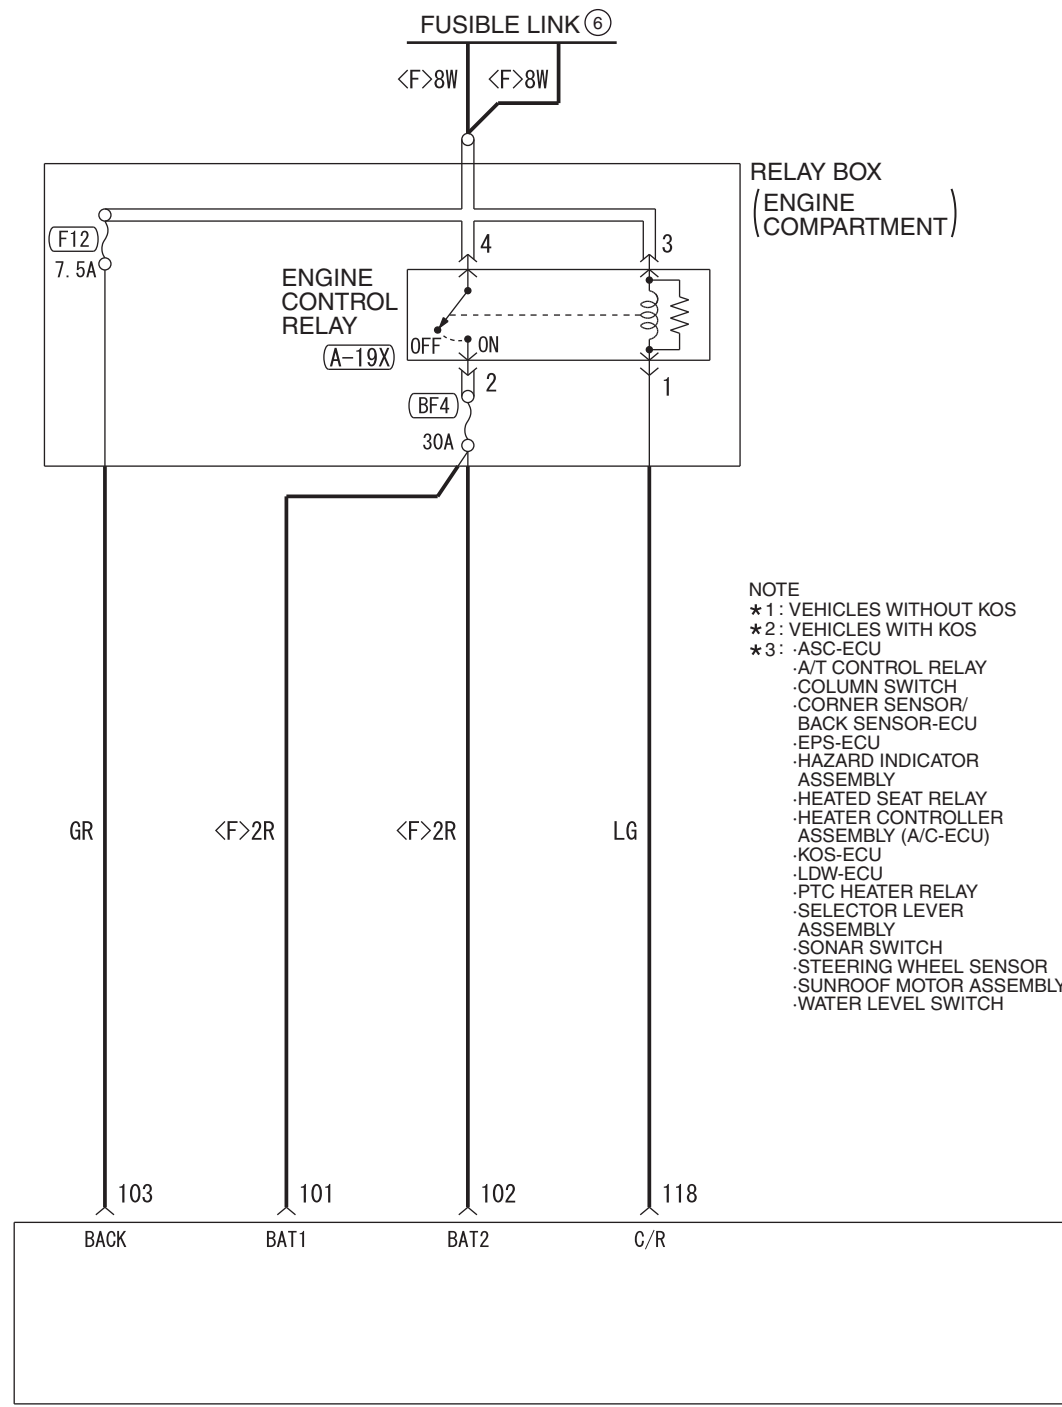 FUSIBLE LINK 6
<F>8W <F>8W
RELAY BOX
(ENGINE
COMPARTMENT)
F12
7.5A
4
3
ENGINE
CONTROL
RELAY
A-19X
OFF
ON
2
1
BF4
30A
NOTE
*1: VEHICLES WITHOUT KOS
*2: VEHICLES WITH KOS
*3: ·ASC-ECU
·A/T CONTROL RELAY
·COLUMN SWITCH
·CORNER SENSOR/
BACK SENSOR-ECU
·EPS-ECU
·HAZARD INDICATOR
ASSEMBLY
·HEATED SEAT RELAY
·HEATER CONTROLLER
ASSEMBLY (A/C-ECU)
·KOS-ECU
·LDW-ECU
·PTC HEATER RELAY
·SELECTOR LEVER
ASSEMBLY
·SONAR SWITCH
·STEERING WHEEL SENSOR
·SUNROOF MOTOR ASSEMBLY
·WATER LEVEL SWITCH
GR <F>2R <F>2R LG
103 101 102 118
BACK BAT1 BAT2 C/R